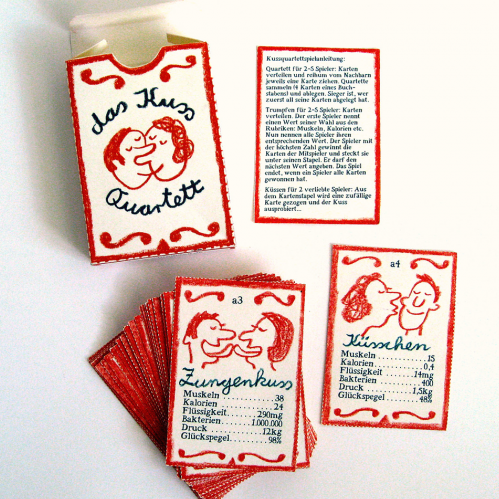 das Kuss
Quartett
Kussquartettspielanleitung:
Quartett für 2-5 Spieler: Karten
verteilen und reihum vom Nachbarn
jeweils eine Karte ziehen. Quartette
sammeln (4 Karten eines Buch-
stabens) und ablegen. Sieger ist, wer
zuerst all seine Karten abgelegt hat.
Trumpfen für 2-5 Spieler: Karten
verteilen. Der erste Spieler nennt
einen Wert seiner Wahl aus den
Rubriken: Muskeln, Kalorien etc.
Nun nennen alle Spieler ihren
entsprechenden Wert. Der Spieler mit
der höchsten Zahl gewinnt die
Karten der Mitspieler und steckt sie
unter seinen Stapel. Er darf den
nächsten Wert angeben. Das Spiel
endet, wenn ein Spieler alle Karten
gewonnen hat.
Küssen für 2 verliebte Spieler: Aus
dem Kartenstapel wird eine zufällige
Karte gezogen und der Kuss
ausprobiert...
a3
Zungenkuss
Muskeln ........... 38
Kalorien ........... 24
Flüssigkeit ..... 290mg
Bakterien ... 1.000.000
Druck ............ 12kg
Glückspegel ...... 98%
a4
Küsschen
Muskeln ........... 15
Kalorien ........... 0,4
Flüssigkeit ...... 14mg
Bakterien ......... 400
Druck ........... 1,5kg
Glückspegel ...... 48%